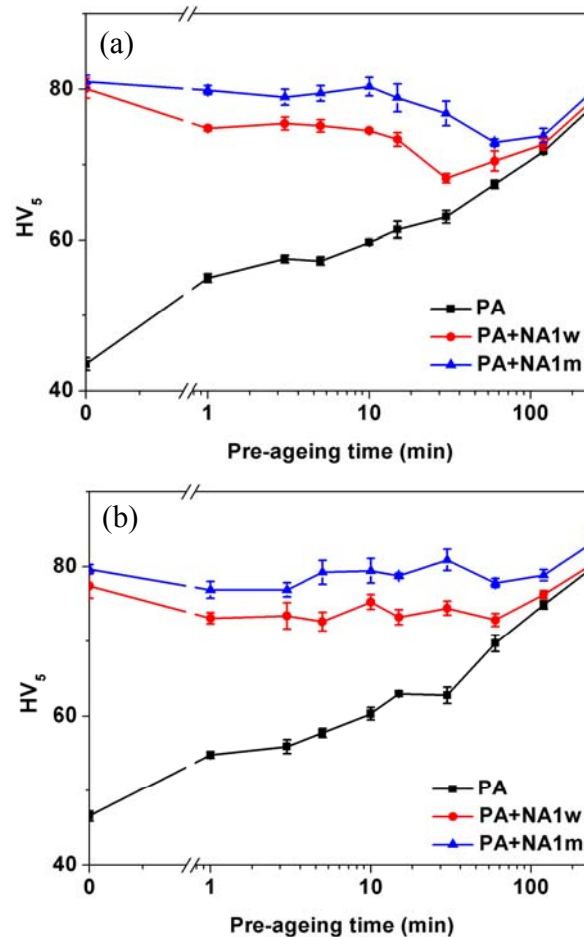 (a)
80
60
40
HV5
PA
PA+NA1w
PA+NA1m
0 1 10 100
Pre-ageing time (min)
(b)
80
60
40
HV5
PA
PA+NA1w
PA+NA1m
0 1 10 100
Pre-ageing time (min)